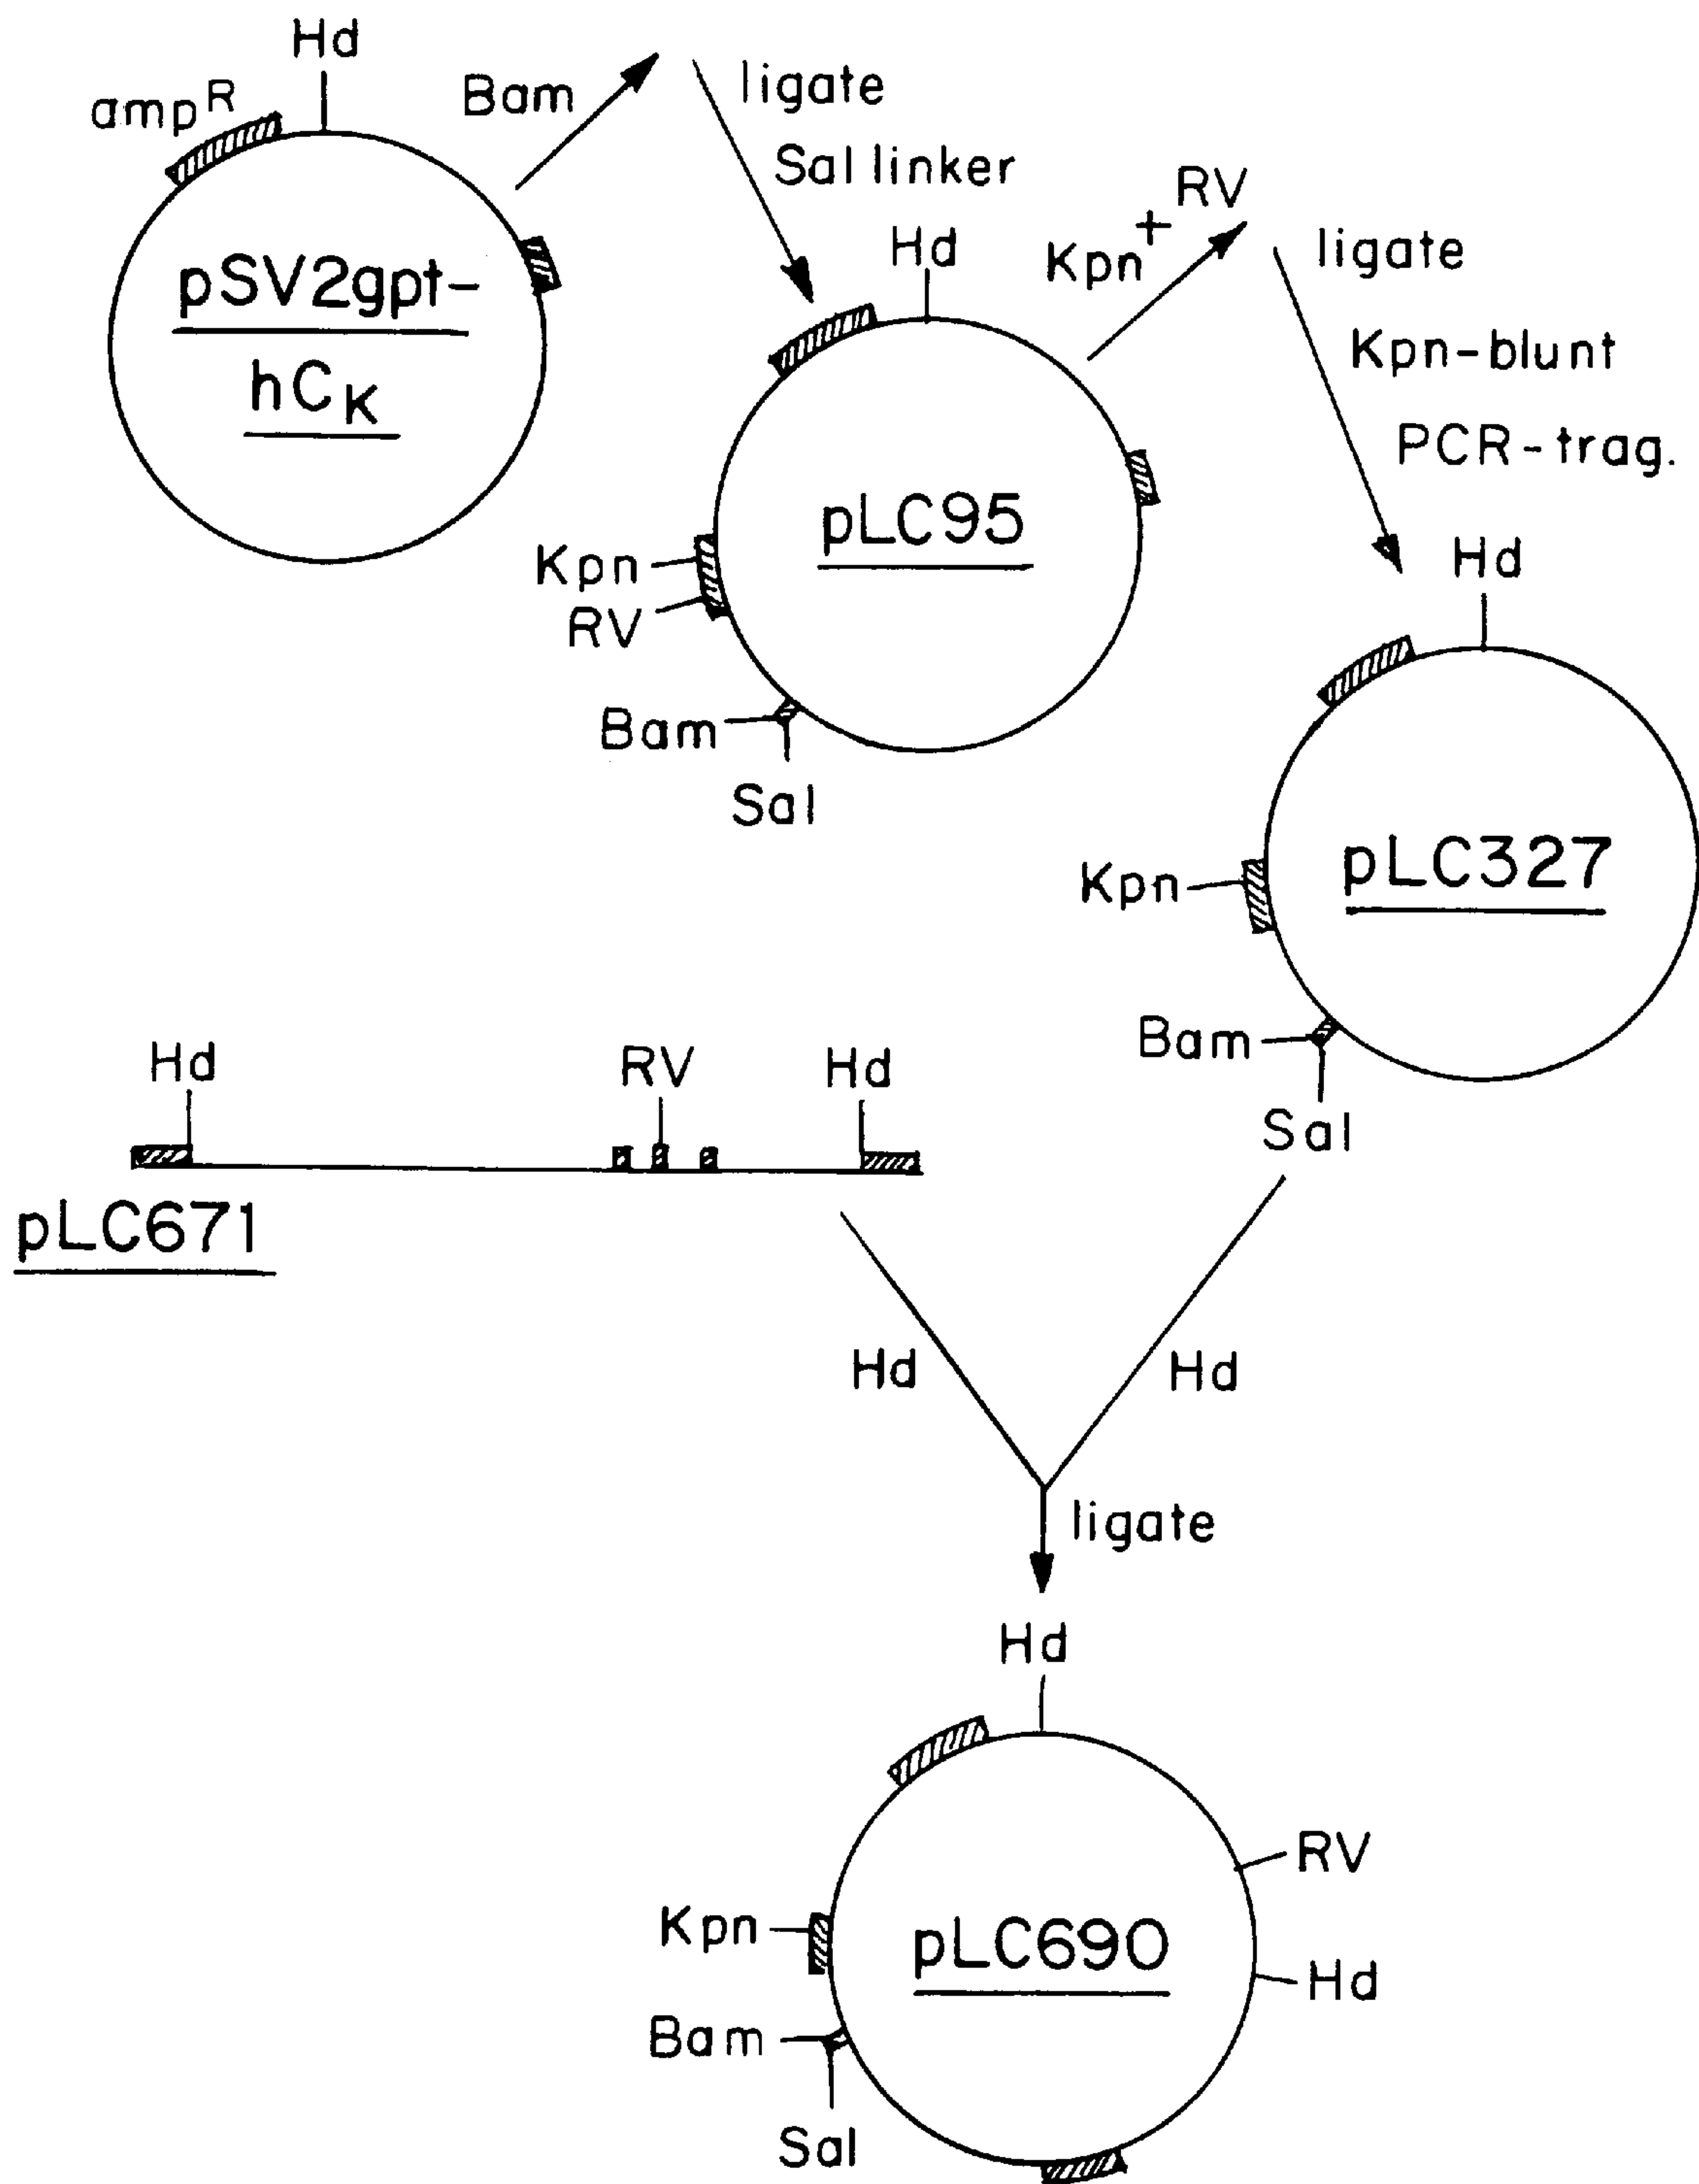 Hd
amp^R
Bam
ligate
Sal linker
pSV2gpt-
hC_K
Hd
Kpn + RV
ligate
Kpn-blunt
PCR-trag.
pLC95
Kpn
RV
Bam
Sal
Hd
pLC327
Kpn
Bam
Sal
Hd
RV
Hd
pLC671
Hd
Hd
ligate
Hd
RV
Kpn
pLC690
Hd
Bam
Sal